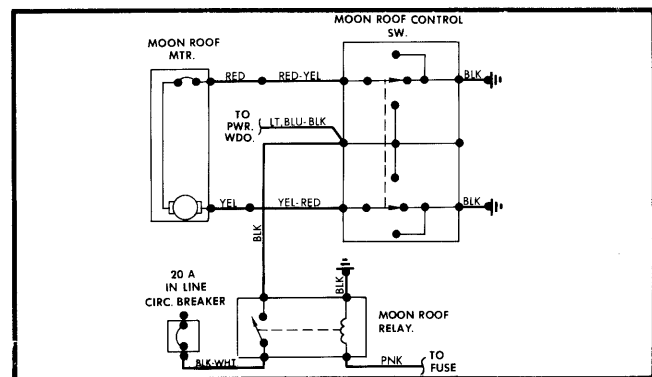 MOON ROOF CONTROL
SW.
MOON ROOF
MTR.
RED
RED-YEL
BLK
TO
PWR.
WDO.
LT,BLU-BLK
YEL
YEL-RED
BLK
BLK
20 A
IN LINE
CIRC. BREAKER
BLK
MOON ROOF
RELAY.
BLK-WHT
PNK
TO
FUSE